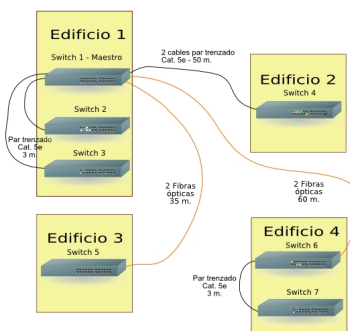 Edificio 1
Switch 1 - Maestro
Switch 2
Switch 3
Par trenzado
Cat. 5e
3 m.
2 cables par trenzado
Cat. 5e - 50 m.
Edificio 2
Switch 4
2 Fibras
ópticas
35 m.
2 Fibras
ópticas
60 m.
Edificio 3
Switch 5
Edificio 4
Switch 6
Par trenzado
Cat. 5e
3 m.
Switch 7